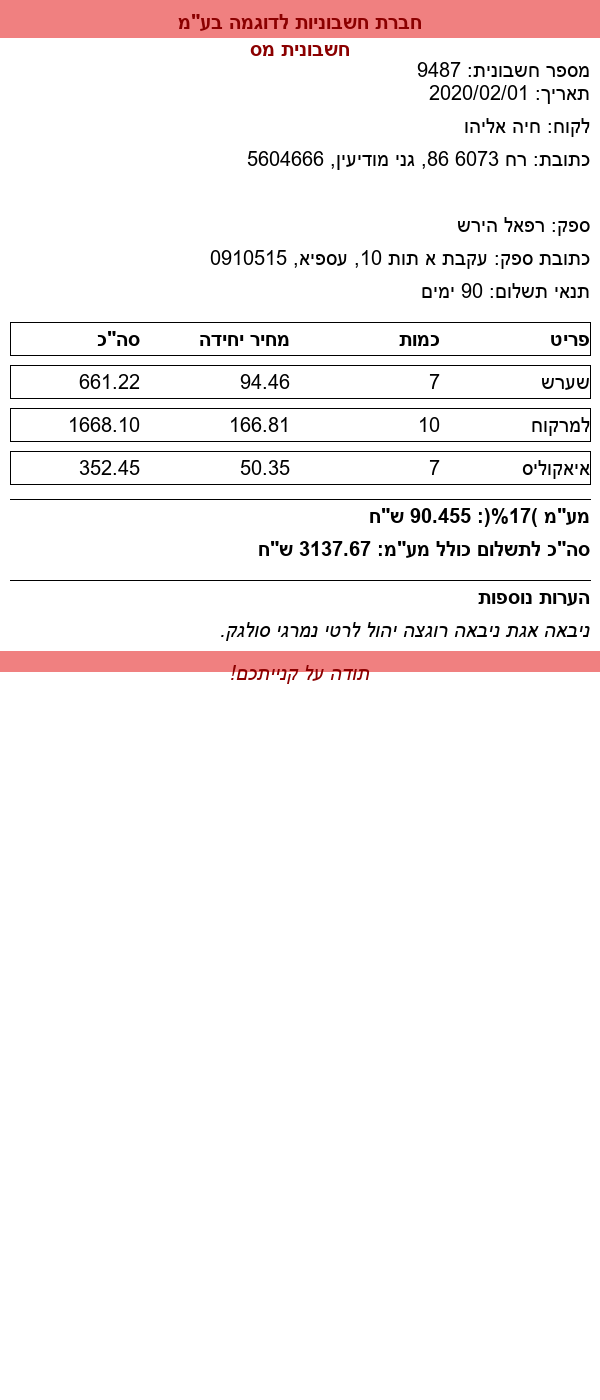 חברת חשבוניות לדוגמה בע"מ
חשבונית מס
מספר חשבונית: 9487
תאריך: 2020/02/01
לקוח: חיה אליהו
כתובת: רח 6073 86, גני מודיעין, 5604666
ספק: רפאל הירש
כתובת ספק: עקבת א תות 10, עספיא, 0910515
תנאי תשלום: 90 ימים
פריט כמות מחיר יחידה סה"כ
שערש 7 94.46 661.22
למרקוח 10 166.81 1668.10
איאקוליס 7 50.35 352.45
מע"מ )17%(: 90.455 ש"ח
סה"כ לתשלום כולל מע"מ: 3137.67 ש"ח
הערות נוספות
ניבאה אגת ניבאה רוגצה יהול לרטי נמרגי סולגק.
תודה על קנייתכם!